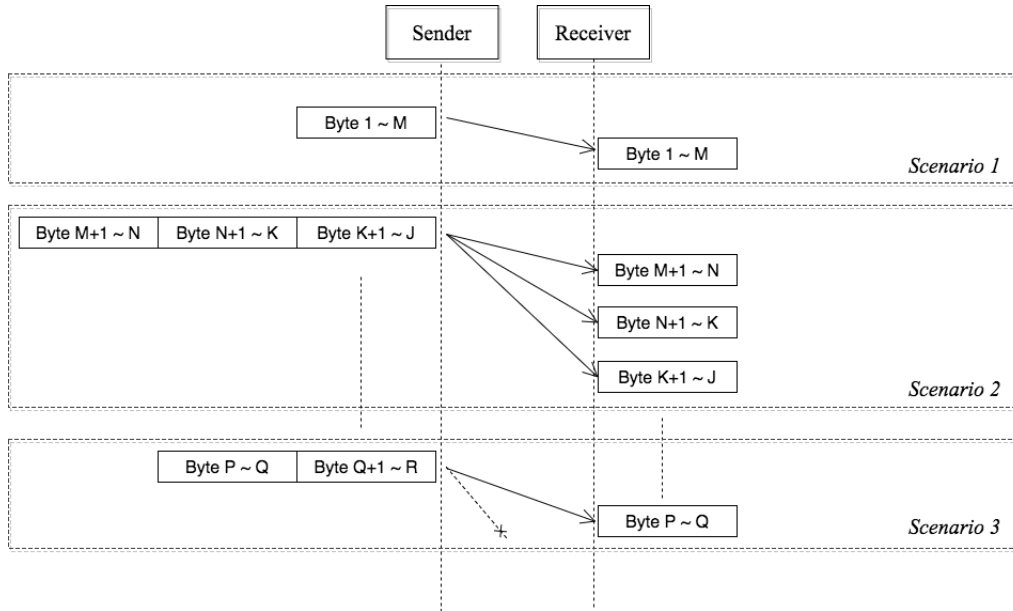 Sender
Receiver
Byte 1 ~ M
Byte 1 ~ M
Scenario 1
Byte M+1 ~ N
Byte N+1 ~ K
Byte K+1 ~ J
Byte M+1 ~ N
Byte N+1 ~ K
Byte K+1 ~ J
Scenario 2
Byte P ~ Q
Byte Q+1 ~ R
Byte P ~ Q
Scenario 3